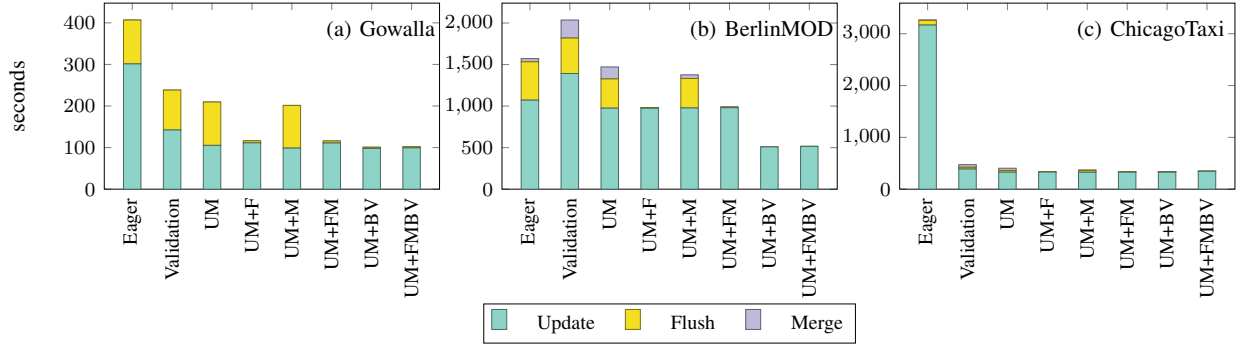 seconds
(a) Gowalla
400
300
200
100
0
Eager
Validation
UM
UM+F
UM+M
UM+FM
UM+BV
UM+FMBV
(b) BerlinMOD
2,000
1,500
1,000
500
0
Eager
Validation
UM
UM+F
UM+M
UM+FM
UM+BV
UM+FMBV
(c) ChicagoTaxi
3,000
2,000
1,000
0
Eager
Validation
UM
UM+F
UM+M
UM+FM
UM+BV
UM+FMBV
Update Flush Merge